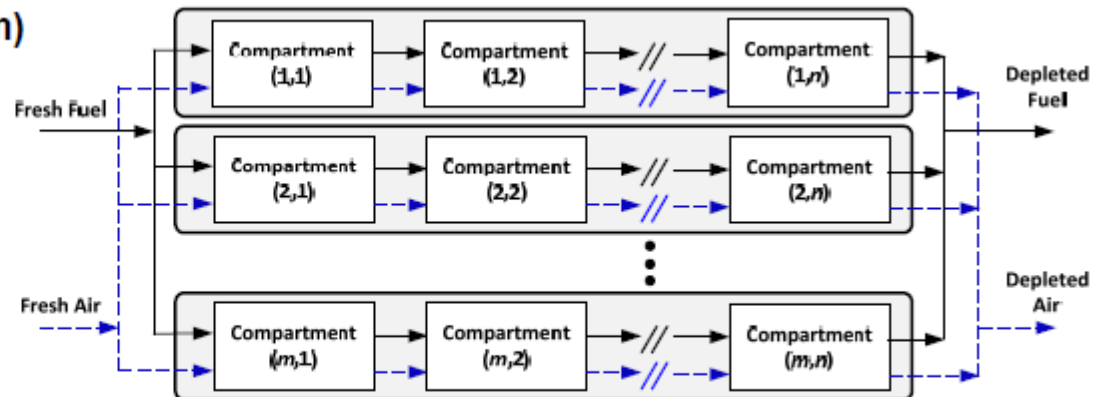 n)
Compartment
(1,1)
Compartment
(1,2)
Compartment
(1,n)
Depleted
Fuel
Fresh Fuel
Compartment
(2,1)
Compartment
(2,2)
Compartment
(2,n)
Fresh Air
Depleted
Air
Compartment
(m,1)
Compartment
(m,2)
Compartment
(m,n)